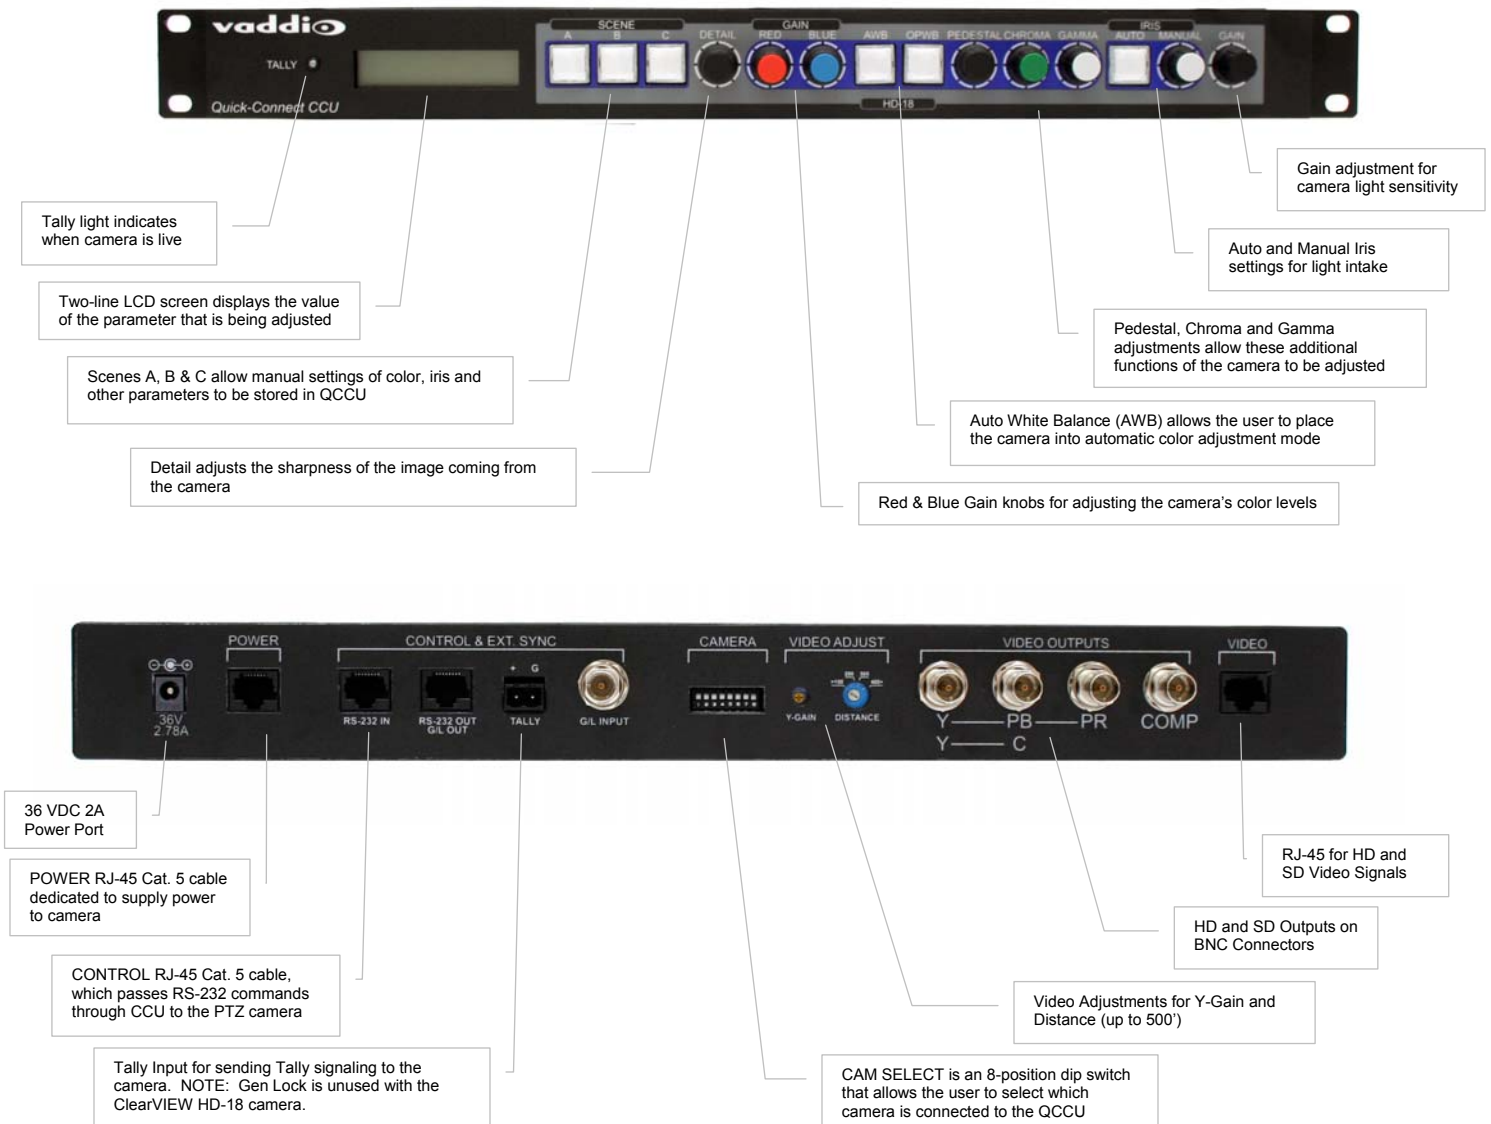 vaddio
TALLY
Quick-Connect CCU
SCENE
A B C
DETAIL
GAIN
RED BLUE
AWB OPWB PEDESTAL CHROMA GAMMA
IRIS
AUTO MANUAL
GAIN
HD-18
Gain adjustment for
camera light sensitivity
Tally light indicates
when camera is live
Auto and Manual Iris
settings for light intake
Two-line LCD screen displays the value
of the parameter that is being adjusted
Pedestal, Chroma and Gamma
adjustments allow these additional
functions of the camera to be adjusted
Scenes A, B & C allow manual settings of color, iris and
other parameters to be stored in QCCU
Auto White Balance (AWB) allows the user to place
the camera into automatic color adjustment mode
Detail adjusts the sharpness of the image coming from
the camera
Red & Blue Gain knobs for adjusting the camera’s color levels
POWER
CONTROL & EXT. SYNC
CAMERA
VIDEO ADJUST
VIDEO OUTPUTS
VIDEO
+ G
36V
2.78A
RS-232 IN
RS-232 OUT
G/L OUT
TALLY
G/L INPUT
Y-GAIN
DISTANCE
Y PB PR COMP
Y C
36 VDC 2A
Power Port
RJ-45 for HD and
SD Video Signals
POWER RJ-45 Cat. 5 cable
dedicated to supply power
to camera
HD and SD Outputs on
BNC Connectors
CONTROL RJ-45 Cat. 5 cable,
which passes RS-232 commands
through CCU to the PTZ camera
Video Adjustments for Y-Gain and
Distance (up to 500’)
Tally Input for sending Tally signaling to the
camera. NOTE: Gen Lock is unused with the
ClearVIEW HD-18 camera.
CAM SELECT is an 8-position dip switch
that allows the user to select which
camera is connected to the QCCU